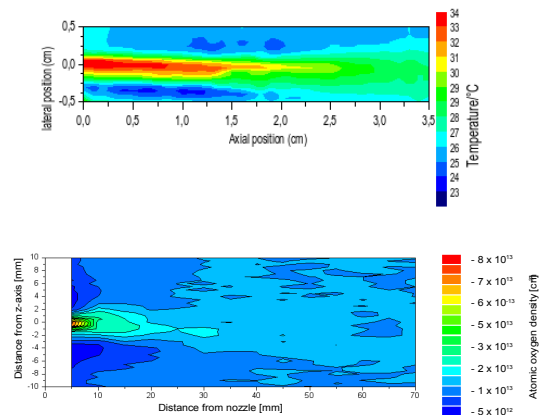 0,5
0,0
-0,5
lateral position (cm)
0,0 0,5 1,0 1,5 2,0 2,5 3,0 3,5
Axial position (cm)
34
33
32
31
30
29
28
27
26
25
24
23
Temperature/°C
10
8
6
4
2
0
-2
-4
-6
-8
-10
Distance from z-axis [mm]
0 10 20 30 40 50 60 70
Distance from nozzle [mm]
- 8 x 10¹³
- 7 x 10¹³
- 6 x 10⁻¹³
- 5 x 10¹³
- 3 x 10¹³
- 2 x 10¹³
- 1 x 10¹³
- 5 x 10¹²
Atomic oxygen density